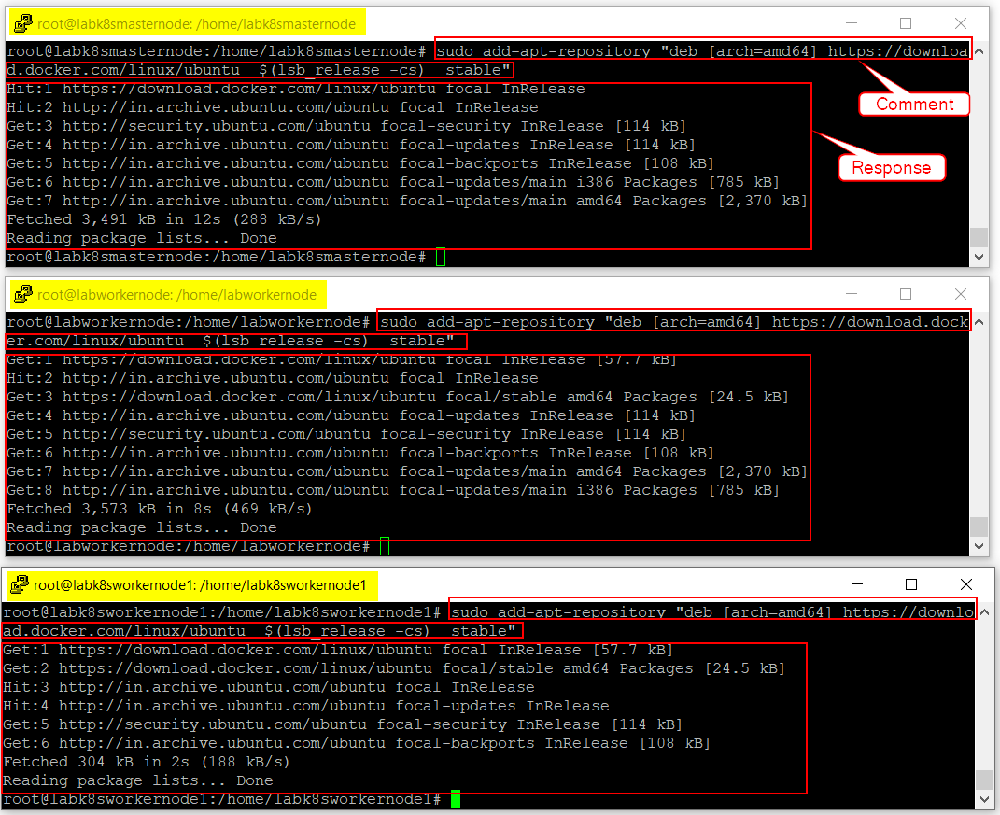 root@labk8smasternode: /home/labk8smasternode
root@labk8smasternode:/home/labk8smasternode# sudo add-apt-repository "deb [arch=amd64] https://downloa
d.docker.com/linux/ubuntu  $(lsb_release -cs)  stable"
Hit:1 https://download.docker.com/linux/ubuntu focal InRelease
Comment
Hit:2 http://in.archive.ubuntu.com/ubuntu focal InRelease
Get:3 http://security.ubuntu.com/ubuntu focal-security InRelease [114 kB]
Get:4 http://in.archive.ubuntu.com/ubuntu focal-updates InRelease [114 kB]
Get:5 http://in.archive.ubuntu.com/ubuntu focal-backports InRelease [108 kB]
Response
Get:6 http://in.archive.ubuntu.com/ubuntu focal-updates/main i386 Packages [785 kB]
Get:7 http://in.archive.ubuntu.com/ubuntu focal-updates/main amd64 Packages [2,370 kB]
Fetched 3,491 kB in 12s (288 kB/s)
Reading package lists... Done
root@labk8smasternode:/home/labk8smasternode#
root@labworkernode: /home/labworkernode
root@labworkernode:/home/labworkernode# sudo add-apt-repository "deb [arch=amd64] https://download.dock
er.com/linux/ubuntu  $(lsb_release -cs)  stable"
Get:1 https://download.docker.com/linux/ubuntu focal InRelease [57.7 kB]
Hit:2 http://in.archive.ubuntu.com/ubuntu focal InRelease
Get:3 https://download.docker.com/linux/ubuntu focal/stable amd64 Packages [24.5 kB]
Get:4 http://in.archive.ubuntu.com/ubuntu focal-updates InRelease [114 kB]
Get:5 http://security.ubuntu.com/ubuntu focal-security InRelease [114 kB]
Get:6 http://in.archive.ubuntu.com/ubuntu focal-backports InRelease [108 kB]
Get:7 http://in.archive.ubuntu.com/ubuntu focal-updates/main amd64 Packages [2,370 kB]
Get:8 http://in.archive.ubuntu.com/ubuntu focal-updates/main i386 Packages [785 kB]
Fetched 3,573 kB in 8s (469 kB/s)
Reading package lists... Done
root@labworkernode:/home/labworkernode#
root@labk8sworkernode1: /home/labk8sworkernode1
root@labk8sworkernode1:/home/labk8sworkernode1# sudo add-apt-repository "deb [arch=amd64] https://downlo
ad.docker.com/linux/ubuntu  $(lsb_release -cs)  stable"
Get:1 https://download.docker.com/linux/ubuntu focal InRelease [57.7 kB]
Get:2 https://download.docker.com/linux/ubuntu focal/stable amd64 Packages [24.5 kB]
Hit:3 http://in.archive.ubuntu.com/ubuntu focal InRelease
Hit:4 http://in.archive.ubuntu.com/ubuntu focal-updates InRelease
Get:5 http://security.ubuntu.com/ubuntu focal-security InRelease [114 kB]
Get:6 http://in.archive.ubuntu.com/ubuntu focal-backports InRelease [108 kB]
Fetched 304 kB in 2s (188 kB/s)
Reading package lists... Done
root@labk8sworkernode1:/home/labk8sworkernode1#